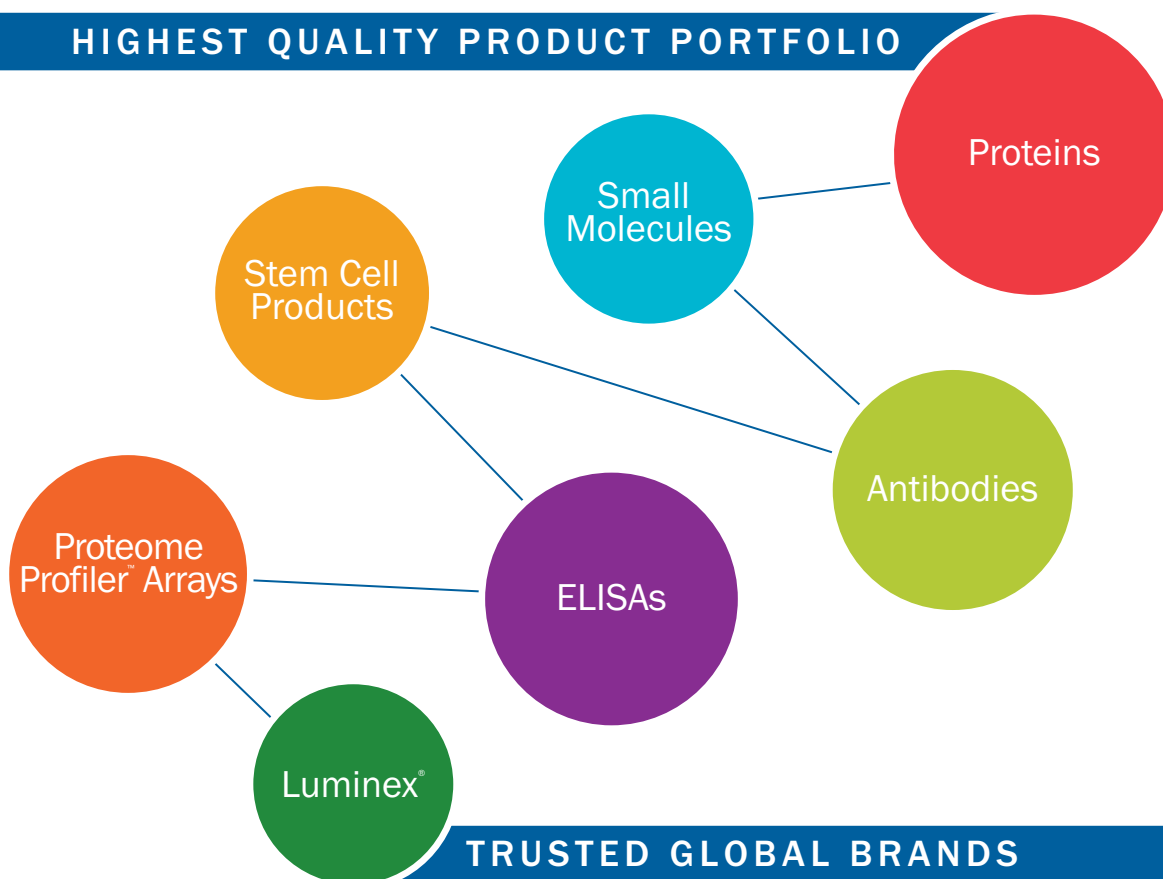 HIGHEST QUALITY PRODUCT PORTFOLIO
Proteins
Small
Molecules
Stem Cell
Products
Antibodies
Proteome
Profiler™ Arrays
ELISAs
Luminex®
TRUSTED GLOBAL BRANDS